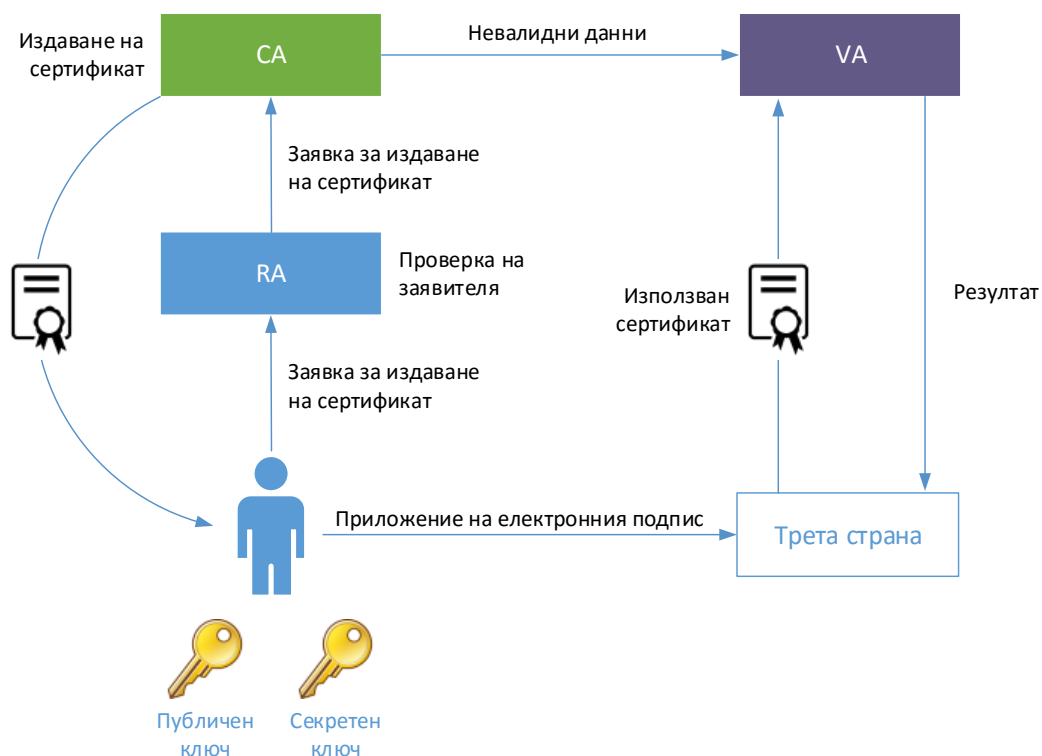 Издаване на
сертификат
CA
Невалидни данни
VA
Заявка за издаване
на сертификат
RA
Проверка на
заявителя
Използван
сертификат
Резултат
Заявка за издаване
на сертификат
Приложение на електронния подпис
Трета страна
Публичен
ключ
Секретен
ключ